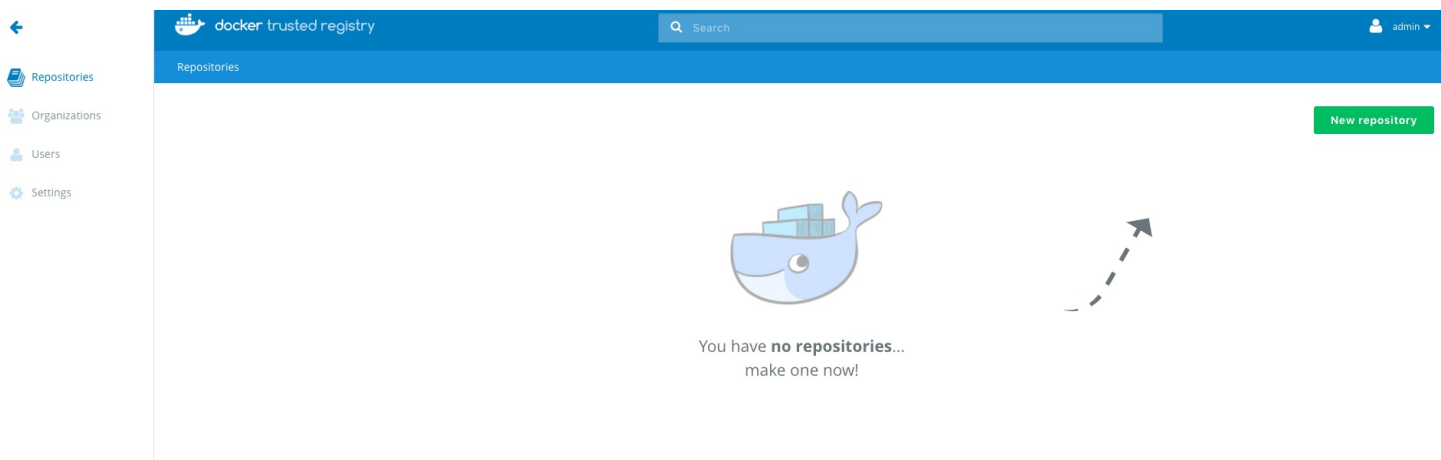 docker trusted registry
Search
admin
Repositories
Organizations
Users
Settings
Repositories
New repository
You have no repositories...
make one now!